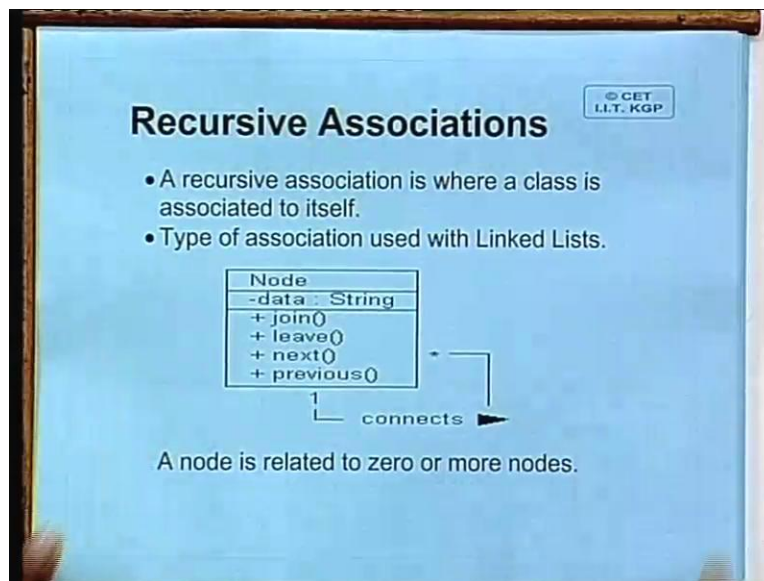 © CET
I.I.T. KGP
Recursive Associations
• A recursive association is where a class is
associated to itself.
• Type of association used with Linked Lists.
Node
-data : String
+ join()
+ leave()
+ next()
+ previous()
*
1
connects
A node is related to zero or more nodes.